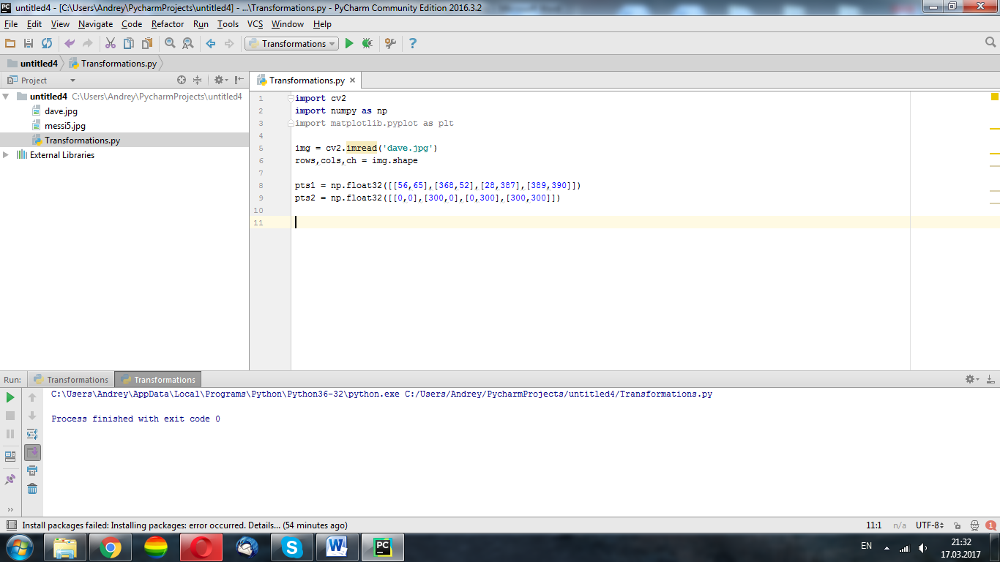 untitled4 - [C:\Users\Andrey\PycharmProjects\untitled4] - ...\Transformations.py - PyCharm Community Edition 2016.3.2
File Edit View Navigate Code Refactor Run Tools VCS Window Help
Transformations
untitled4 Transformations.py
Project
Transformations.py
untitled4 C:\Users\Andrey\PycharmProjects\untitled4
dave.jpg
messi5.jpg
Transformations.py
External Libraries
1 import cv2
2 import numpy as np
3 import matplotlib.pyplot as plt
4
5 img = cv2.imread('dave.jpg')
6 rows,cols,ch = img.shape
7
8 pts1 = np.float32([[56,65],[368,52],[28,387],[389,390]])
9 pts2 = np.float32([[0,0],[300,0],[0,300],[300,300]])
10
11
Run: Transformations Transformations
C:\Users\Andrey\AppData\Local\Programs\Python\Python36-32\python.exe C:/Users/Andrey/PycharmProjects/untitled4/Transformations.py
Process finished with exit code 0
Install packages failed: Installing packages: error occurred. Details... (54 minutes ago) 11:1 n/a UTF-8 1
EN 21:32
17.03.2017